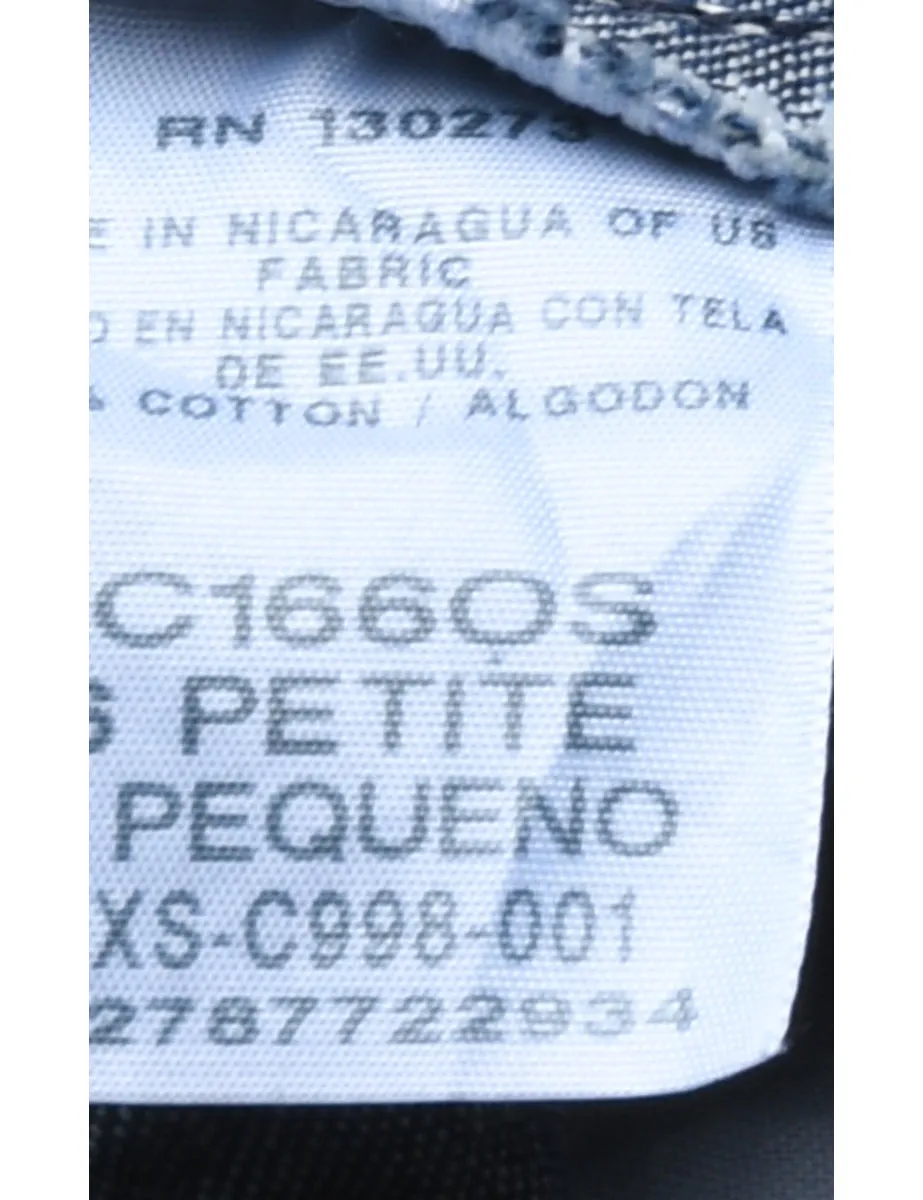 RN 130273
E IN NICARAGUA OF US
FABRIC
O EN NICARAGUA CON TELA
DE EE.UU.
% COTTON / ALGODON
C166OS
S PETITE
PEQUENO
XS-C998-001
2787722934